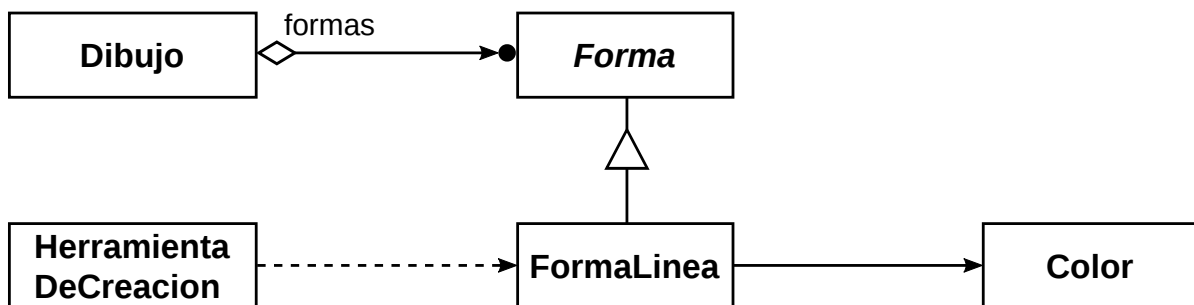 formas
Dibujo
Forma
Herramienta
DeCreacion
FormaLinea
Color